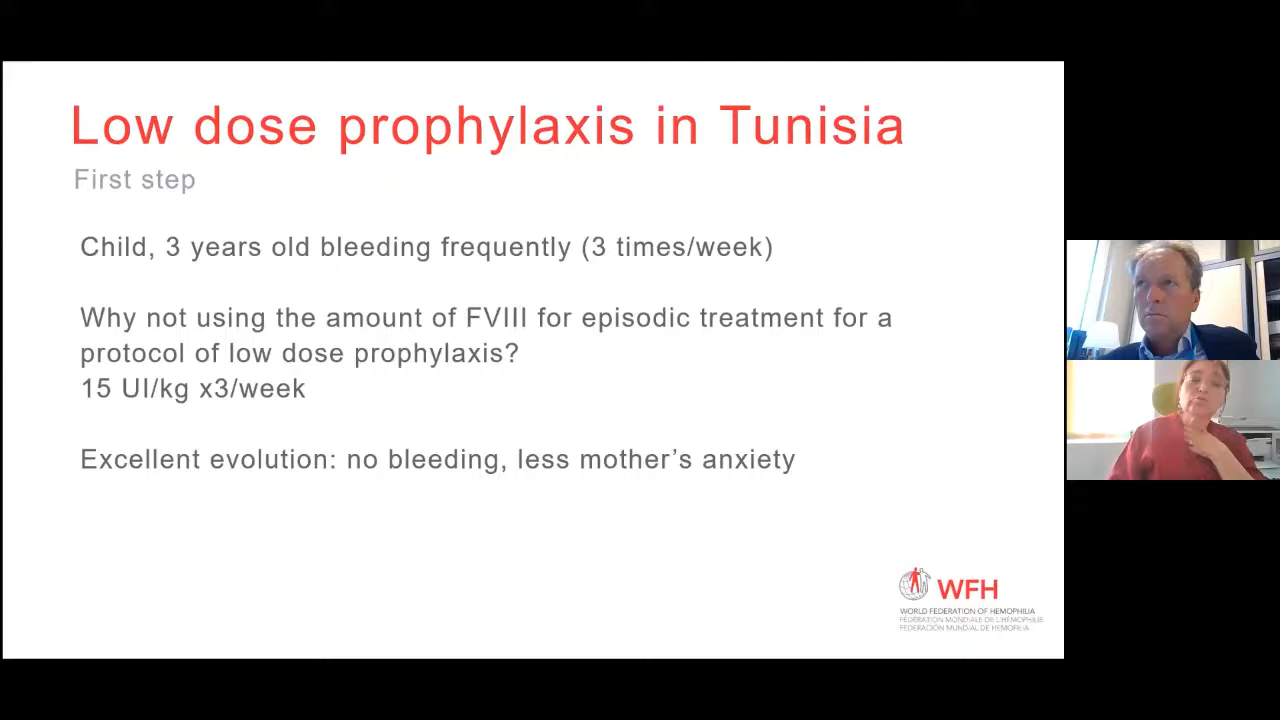 Low dose prophylaxis in Tunisia
First step
Child, 3 years old bleeding frequently (3 times/week)
Why not using the amount of FVIII for episodic treatment for a
protocol of low dose prophylaxis?
15 UI/kg x3/week
Excellent evolution: no bleeding, less mother's anxiety
WFH
WORLD FEDERATION OF HEMOPHILIA
FÉDÉRATION MONDIALE DE L'HÉMOPHILIE
FEDERACIÓN MUNDIAL DE HEMOFILIA